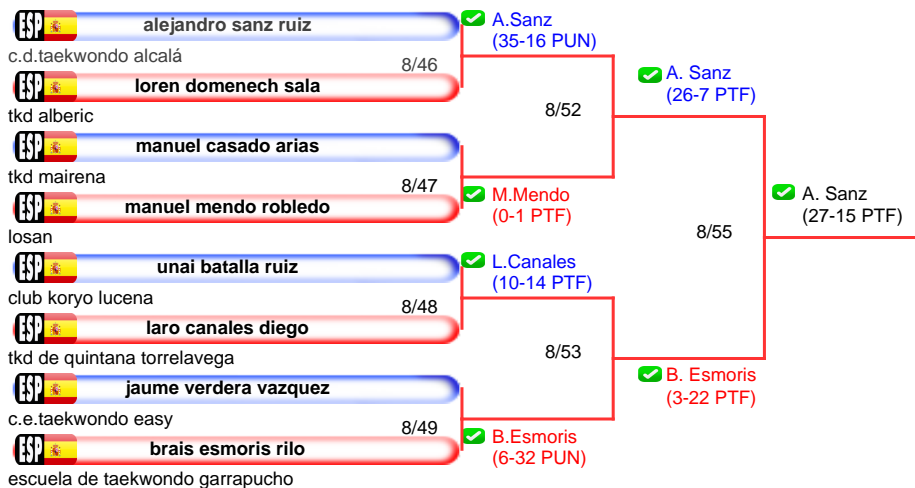 ESP alejandro sanz ruiz
c.d.taekwondo alcalá
8/46
ESP loren domenech sala
tkd alberic
ESP manuel casado arias
tkd mairena
8/47
ESP manuel mendo robledo
losan
ESP unai batalla ruiz
club koryo lucena
8/48
ESP laro canales diego
tkd de quintana torrelavega
ESP jaume verdera vazquez
c.e.taekwondo easy
8/49
ESP brais esmoris rilo
escuela de taekwondo garrapucho
A.Sanz
(35-16 PUN)
8/52
M.Mendo
(0-1 PTF)
L.Canales
(10-14 PTF)
8/53
B.Esmoris
(6-32 PUN)
A. Sanz
(26-7 PTF)
8/55
B. Esmoris
(3-22 PTF)
A. Sanz
(27-15 PTF)